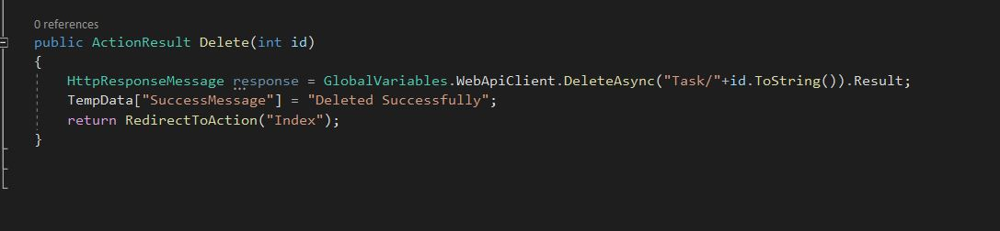 0 references
public ActionResult Delete(int id)
{
HttpResponseMessage response = GlobalVariables.WebApiClient.DeleteAsync("Task/"+id.ToString()).Result;
TempData["SuccessMessage"] = "Deleted Successfully";
return RedirectToAction("Index");
}